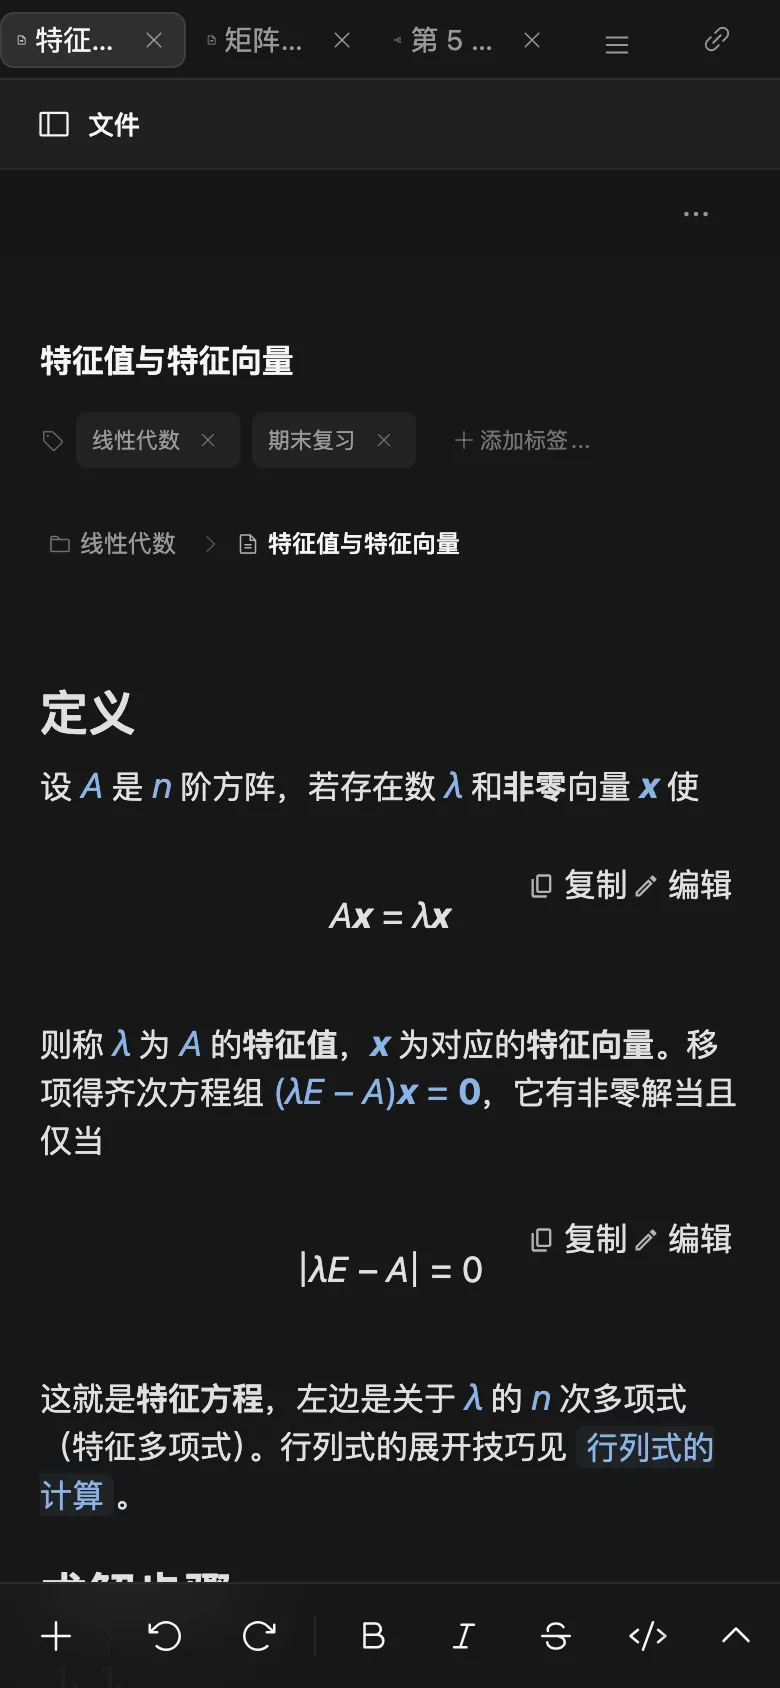 特征...
矩阵...
第 5 ...
文件
特征值与特征向量
线性代数
期末复习
添加标签...
线性代数
特征值与特征向量
定义
设 A 是 n 阶方阵，若存在数 λ 和非零向量 x 使
复制 编辑
Ax = λx
则称 λ 为 A 的特征值，x 为对应的特征向量。移
项得齐次方程组 (λE − A)x = 0，它有非零解当且
仅当
复制 编辑
|λE − A| = 0
这就是特征方程，左边是关于 λ 的 n 次多项式
（特征多项式）。行列式的展开技巧见 行列式的
计算 。
求解步骤
B I S </>